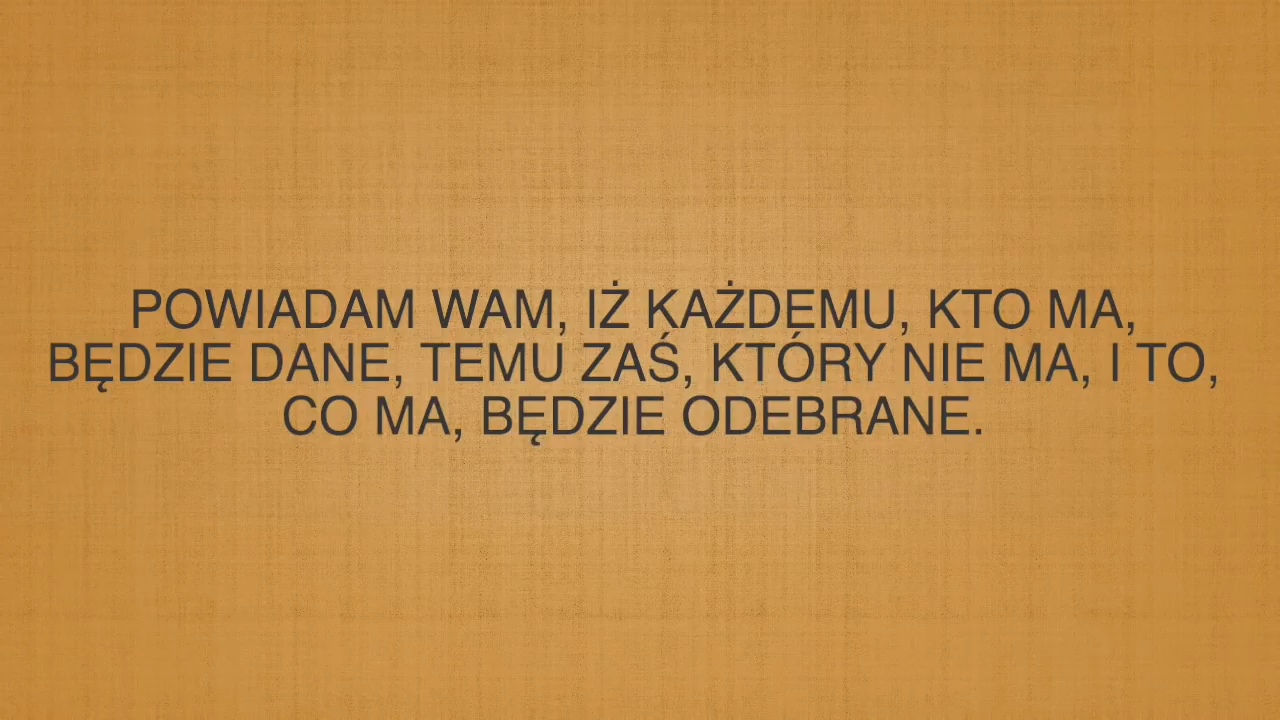 POWIADAM WAM, IŻ KAŻDEMU, KTO MA,
BĘDZIE DANE, TEMU ZAŚ, KTÓRY NIE MA, I TO,
CO MA, BĘDZIE ODEBRANE.